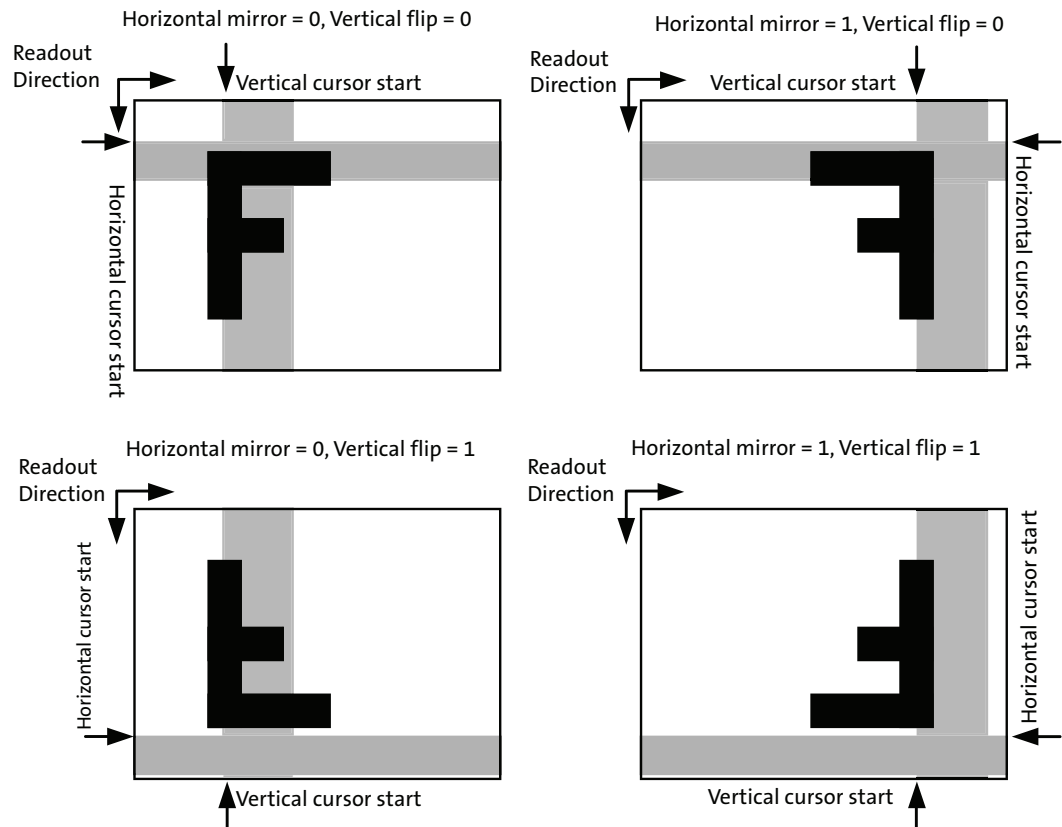 Horizontal mirror = 0, Vertical flip = 0
Readout
Direction
Vertical cursor start
Horizontal cursor start
Horizontal mirror = 1, Vertical flip = 0
Readout
Direction
Vertical cursor start
Horizontal cursor start
Horizontal mirror = 0, Vertical flip = 1
Readout
Direction
Horizontal cursor start
Vertical cursor start
Horizontal mirror = 1, Vertical flip = 1
Readout
Direction
Horizontal cursor start
Vertical cursor start